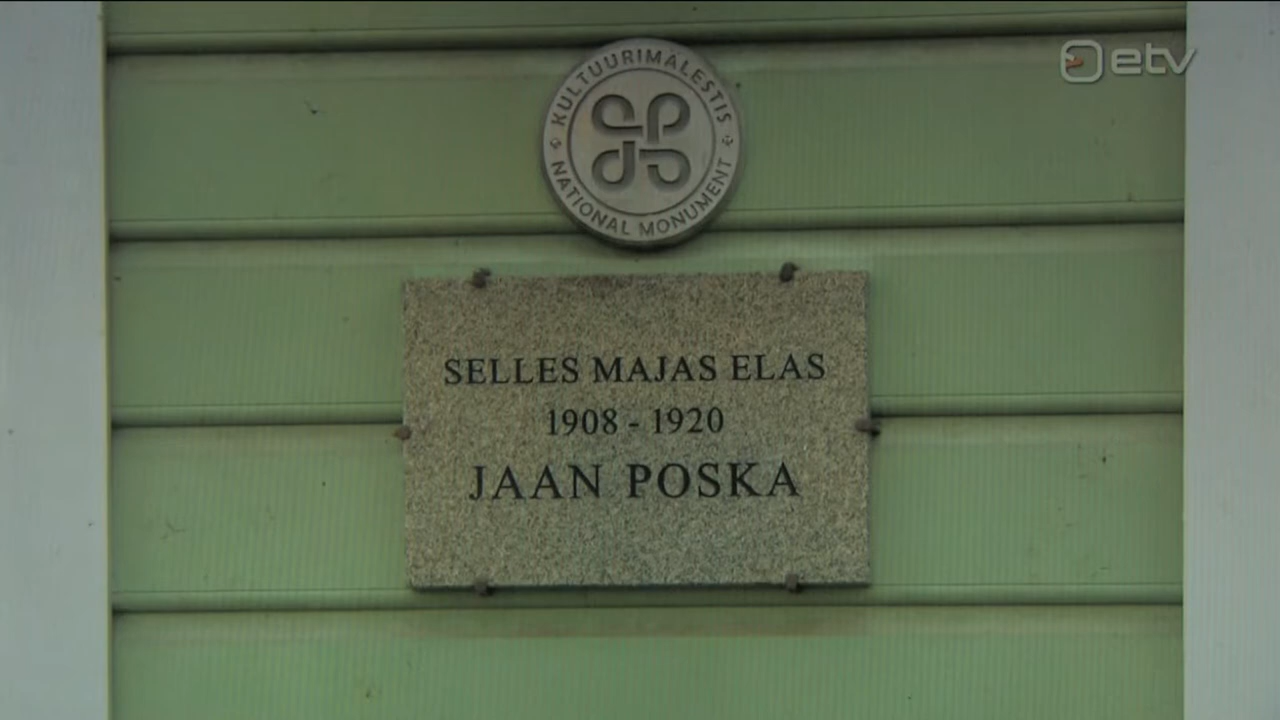 etv
KULTUURIMÄLESTIS
NATIONAL MONUMENT
SELLES MAJAS ELAS
1908 - 1920
JAAN POSKA